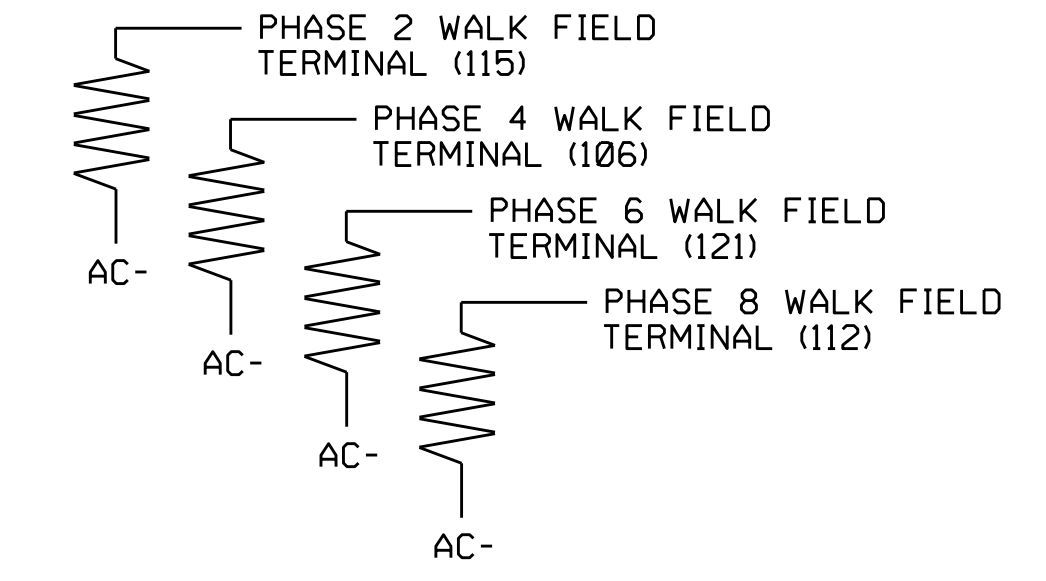 PHASE 2 WALK FIELD
TERMINAL (115)
AC-
PHASE 4 WALK FIELD
TERMINAL (106)
AC-
PHASE 6 WALK FIELD
TERMINAL (121)
AC-
PHASE 8 WALK FIELD
TERMINAL (112)
AC-